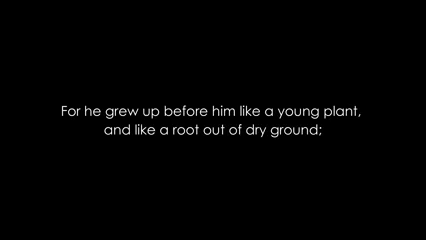 For he grew up before him like a young plant,
and like a root out of dry ground;